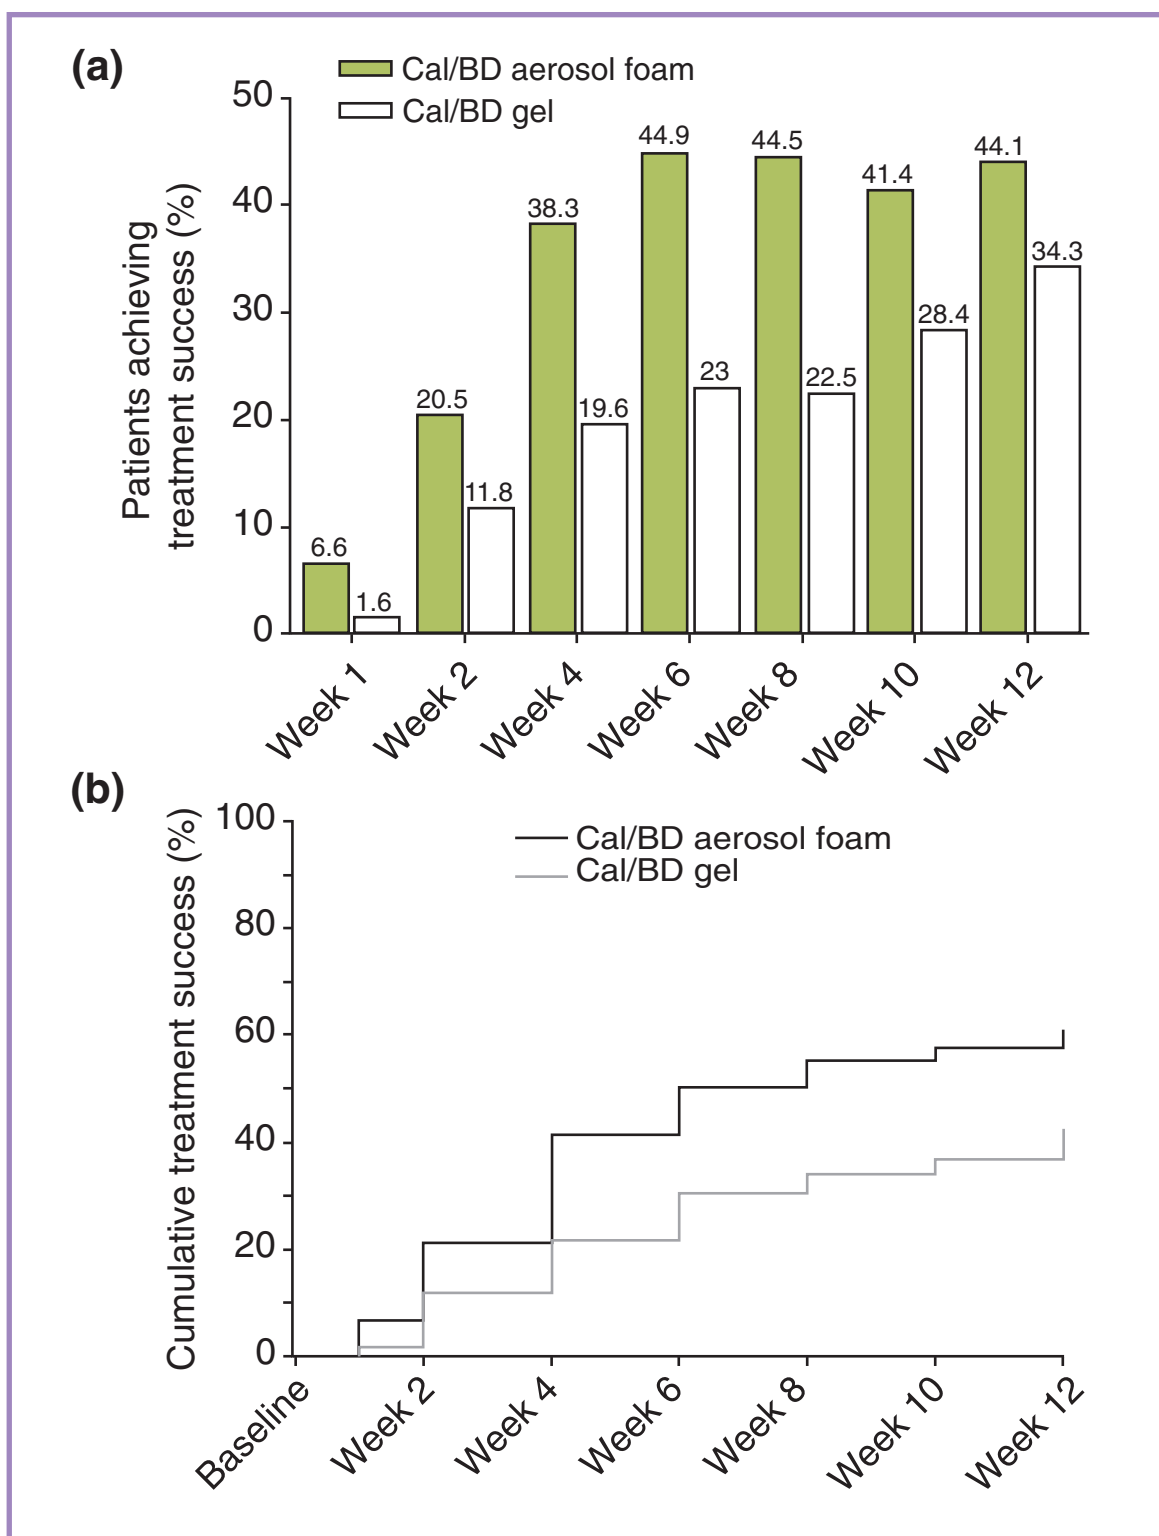 (a)
Cal/BD aerosol foam
Cal/BD gel
Patients achieving
treatment success (%)
50
40
30
20
10
0
6.6
1.6
20.5
11.8
38.3
19.6
44.9
23
44.5
22.5
41.4
28.4
44.1
34.3
Week 1
Week 2
Week 4
Week 6
Week 8
Week 10
Week 12
(b)
Cal/BD aerosol foam
Cal/BD gel
Cumulative treatment success (%)
100
80
60
40
20
0
Baseline
Week 2
Week 4
Week 6
Week 8
Week 10
Week 12